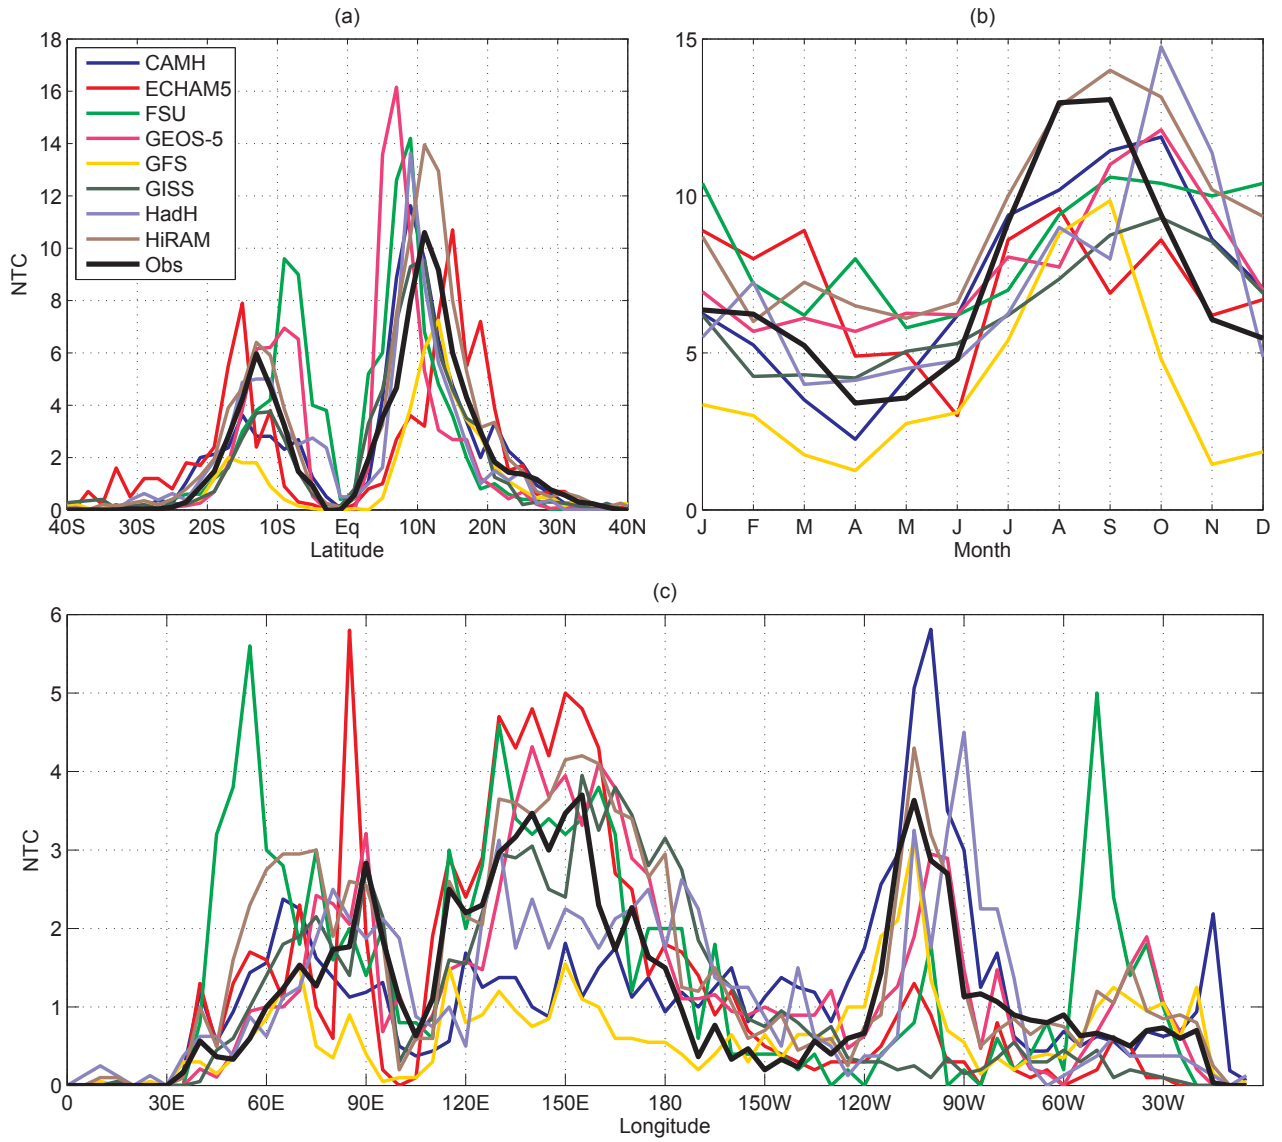 (a)
NTC
18
16
14
12
10
8
6
4
2
0
CAMH
ECHAM5
FSU
GEOS-5
GFS
GISS
HadH
HiRAM
Obs
40S 30S 20S 10S Eq 10N 20N 30N 40N
Latitude
(b)
15
10
5
0
J F M A M J J A S O N D
Month
(c)
NTC
6
5
4
3
2
1
0
0 30E 60E 90E 120E 150E 180 150W 120W 90W 60W 30W
Longitude